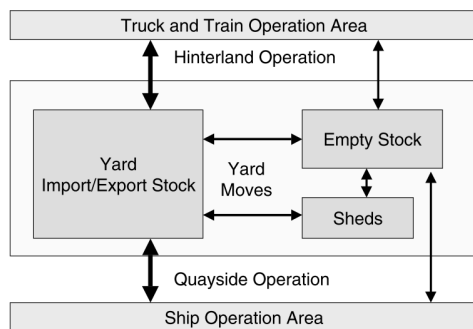 Truck and Train Operation Area
Hinterland Operation
Yard
Import/Export Stock
Yard
Moves
Empty Stock
Sheds
Quayside Operation
Ship Operation Area